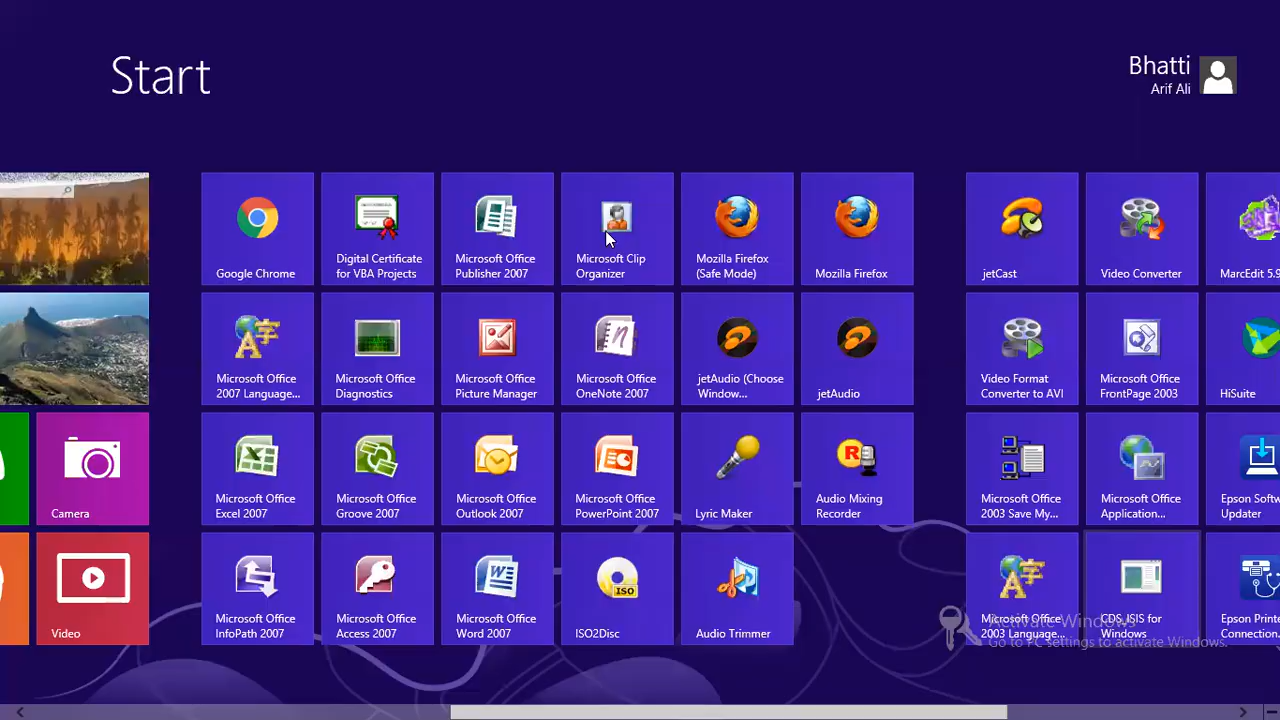 Start
Bhatti
Arif Ali
Google Chrome
Digital Certificate
for VBA Projects
Microsoft Office
Publisher 2007
Microsoft Clip
Organizer
Mozilla Firefox
(Safe Mode)
Mozilla Firefox
jetCast
Video Converter
MarcEdit 5.9
Microsoft Office
2007 Language...
Microsoft Office
Diagnostics
Microsoft Office
Picture Manager
Microsoft Office
OneNote 2007
jetAudio (Choose
Window...
jetAudio
Video Format
Converter to AVI
Microsoft Office
FrontPage 2003
HiSuite
Camera
Microsoft Office
Excel 2007
Microsoft Office
Groove 2007
Microsoft Office
Outlook 2007
Microsoft Office
PowerPoint 2007
Lyric Maker
Audio Mixing
Recorder
Microsoft Office
2003 Save My...
Microsoft Office
Application...
Epson Softw
Updater
Video
Microsoft Office
InfoPath 2007
Microsoft Office
Access 2007
Microsoft Office
Word 2007
ISO2Disc
ISO
Audio Trimmer
Microsoft Office
2003 Language...
CDS_ISIS for
Windows
Epson Printe
Connection...
Activate Windows
Go to PC settings to activate Windows.